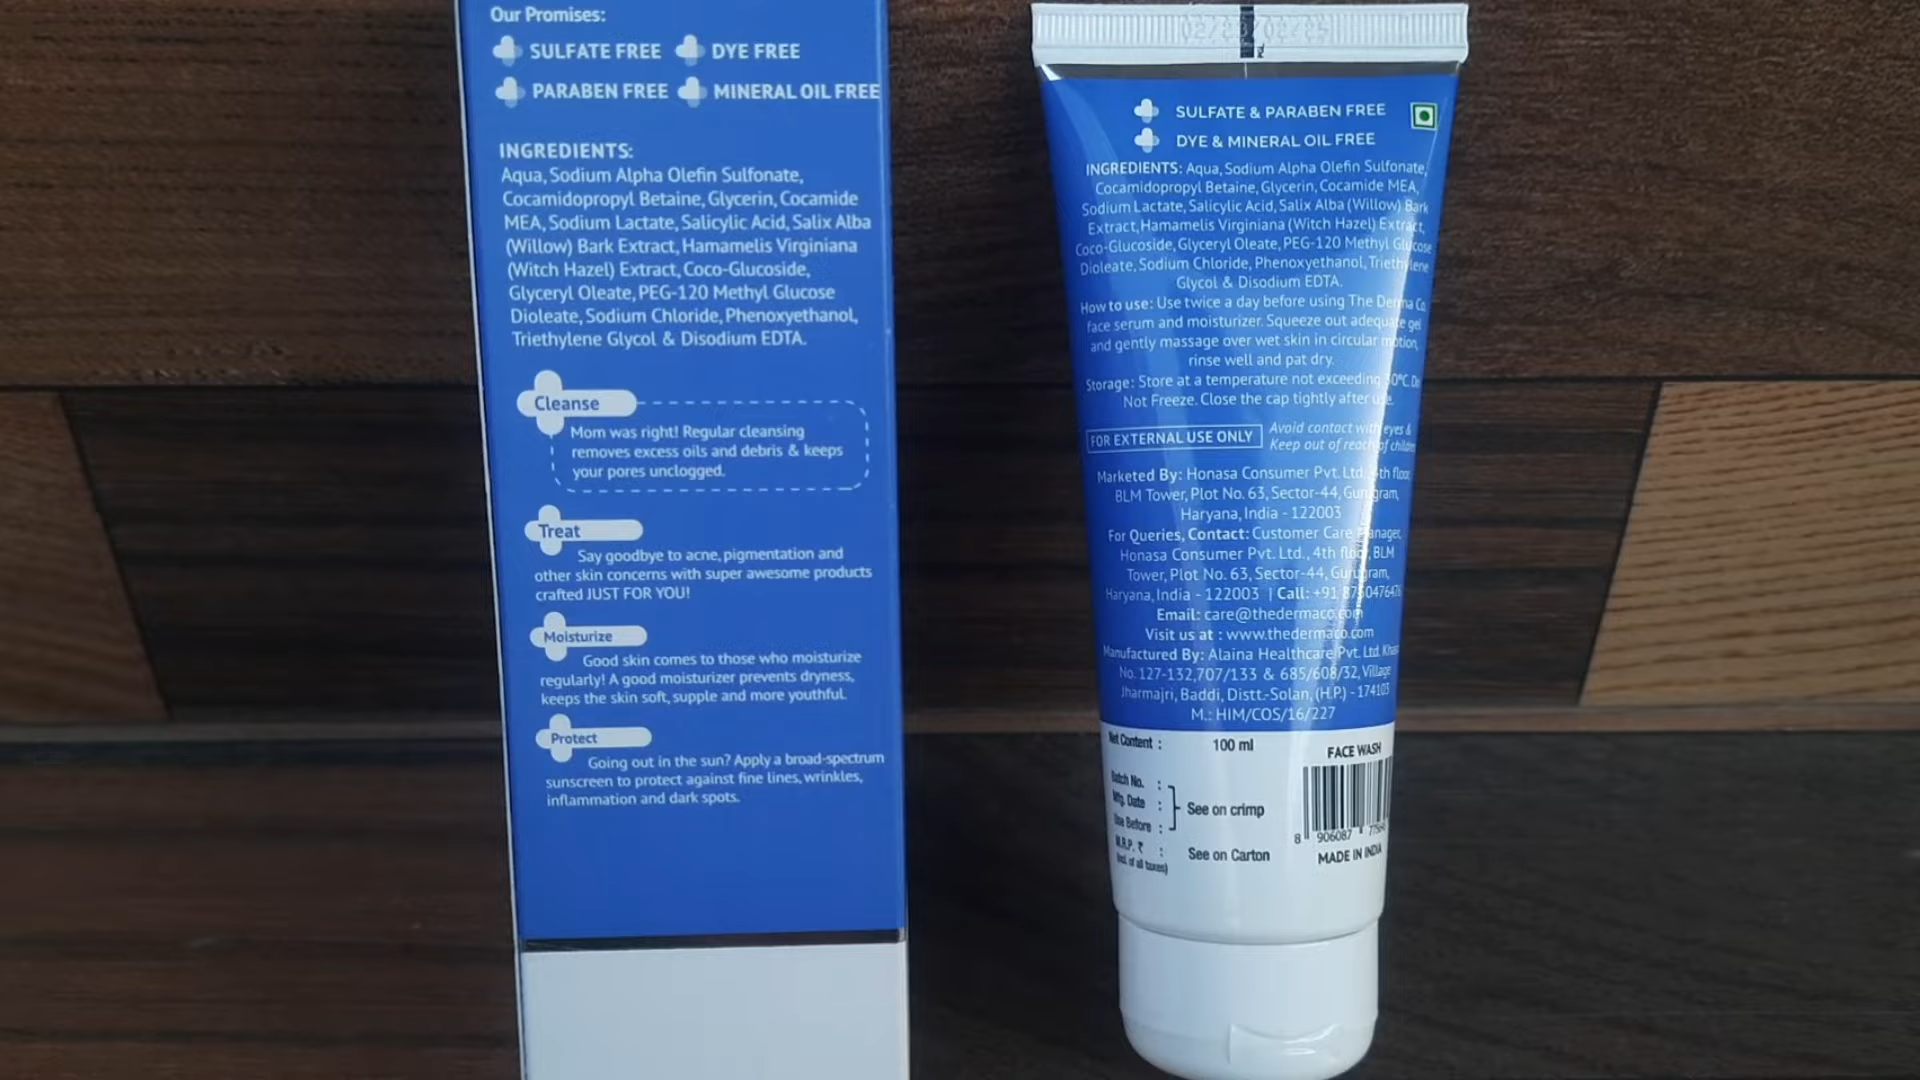 Our Promises:
SULFATE FREE DYE FREE
PARABEN FREE MINERAL OIL FREE
INGREDIENTS:
Aqua, Sodium Alpha Olefin Sulfonate,
Cocamidopropyl Betaine, Glycerin, Cocamide
MEA, Sodium Lactate, Salicylic Acid, Salix Alba
(Willow) Bark Extract, Hamamelis Virginiana
(Witch Hazel) Extract, Coco-Glucoside,
Glyceryl Oleate, PEG-120 Methyl Glucose
Dioleate, Sodium Chloride, Phenoxyethanol,
Triethylene Glycol & Disodium EDTA.
Cleanse
Mom was right! Regular cleansing
removes excess oils and debris & keeps
your pores unclogged.
Treat
Say goodbye to acne, pigmentation and
other skin concerns with super awesome products
crafted JUST FOR YOU!
Moisturize
Good skin comes to those who moisturize
regularly! A good moisturizer prevents dryness,
keeps the skin soft, supple and more youthful.
Protect
Going out in the sun? Apply a broad-spectrum
sunscreen to protect against fine lines, wrinkles,
inflammation and dark spots.
SULFATE & PARABEN FREE
DYE & MINERAL OIL FREE
INGREDIENTS: Aqua, Sodium Alpha Olefin Sulfonate,
Cocamidopropyl Betaine, Glycerin, Cocamide MEA,
Sodium Lactate, Salicylic Acid, Salix Alba (Willow) Bark
Extract, Hamamelis Virginiana (Witch Hazel) Extract,
Coco-Glucoside, Glyceryl Oleate, PEG-120 Methyl Glucose
Dioleate, Sodium Chloride, Phenoxyethanol, Triethylene
Glycol & Disodium EDTA.
How to use: Use twice a day before using The Derma Co
face serum and moisturizer. Squeeze out adequate gel
and gently massage over wet skin in circular motion,
rinse well and pat dry.
Storage: Store at a temperature not exceeding 30°C. Do
Not Freeze. Close the cap tightly after use.
FOR EXTERNAL USE ONLY Avoid contact with eyes &
Keep out of reach of children
Marketed By: Honasa Consumer Pvt. Ltd. 4th floor,
BLM Tower, Plot No. 63, Sector-44, Gurugram,
Haryana, India - 122003
For Queries, Contact: Customer Care Manager,
Honasa Consumer Pvt. Ltd., 4th floor, BLM
Tower, Plot No. 63, Sector-44, Gurugram,
Haryana, India - 122003 | Call: +91
Email: care@thedermaco.com
Visit us at : www.thedermaco.com
Manufactured By: Alaina Healthcare Pvt. Ltd. Khasra
No. 127-132,707/133 & 685/608/32, Village
Jharmajri, Baddi, Distt.-Solan, (H.P.) - 174103
M.: HIM/COS/16/227
Net Content : 100 ml
FACE WASH
Batch No. :
Mfg. Date : See on crimp
Use Before :
M.R.P. ₹ : See on Carton
(incl. of all taxes)
8 906087
MADE IN INDIA